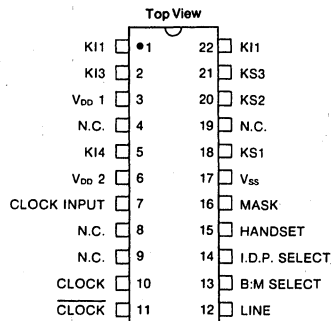 Top View
KI1 1 22 KI1
KI3 2 21 KS3
VDD 1 3 20 KS2
N.C. 4 19 N.C.
KI4 5 18 KS1
VDD 2 6 17 VSS
CLOCK INPUT 7 16 MASK
N.C. 8 15 HANDSET
N.C. 9 14 I.D.P. SELECT
CLOCK 10 13 B:M SELECT
CLOCK 11 12 LINE